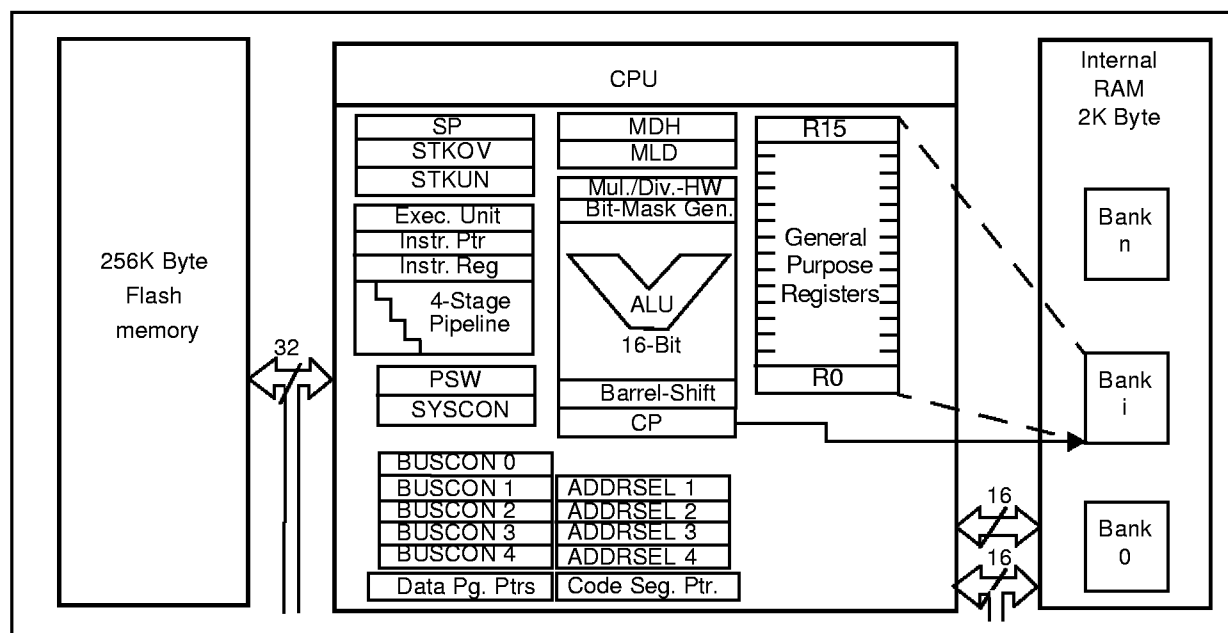 256K Byte
Flash
memory
32
CPU
SP
STKOV
STKUN
Exec. Unit
Instr. Ptr
Instr. Reg
4-Stage
Pipeline
PSW
SYSCON
BUSCON 0
BUSCON 1
BUSCON 2
BUSCON 3
BUSCON 4
Data Pg. Ptrs
MDH
MLD
Mul./Div.-HW
Bit-Mask Gen.
ALU
16-Bit
Barrel-Shift
CP
ADDRSEL 1
ADDRSEL 2
ADDRSEL 3
ADDRSEL 4
Code Seg. Ptr.
R15
General
Purpose
Registers
R0
16
16
Internal
RAM
2K Byte
Bank
n
Bank
i
Bank
0